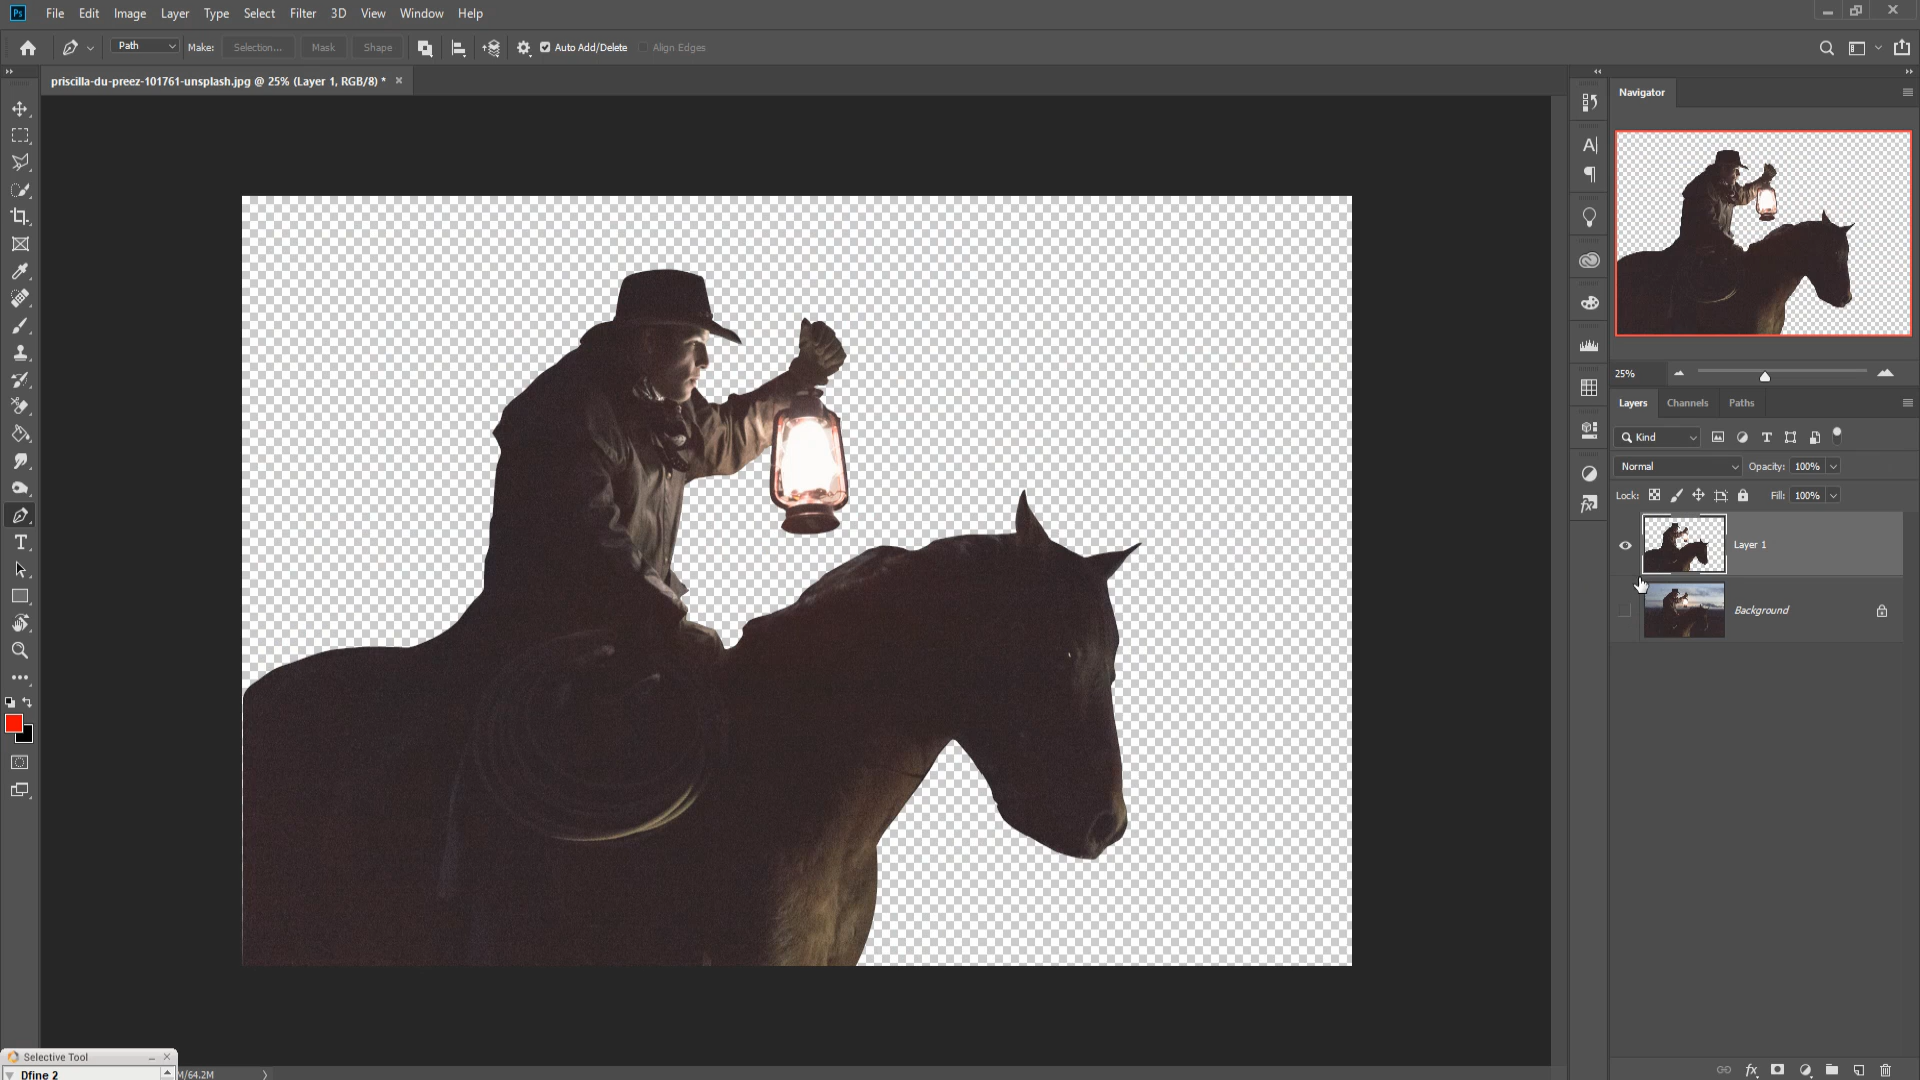 Ps File Edit Image Layer Type Select Filter 3D View Window Help
Path Make: Selection... Mask Shape Auto Add/Delete Align Edges
priscilla-du-preez-101761-unsplash.jpg @ 25% (Layer 1, RGB/8) *
Navigator
25%
Layers Channels Paths
Kind
Normal Opacity: 100%
Lock: Fill: 100%
Layer 1
Background
Selective Tool
Dfine 2
M/64.2M